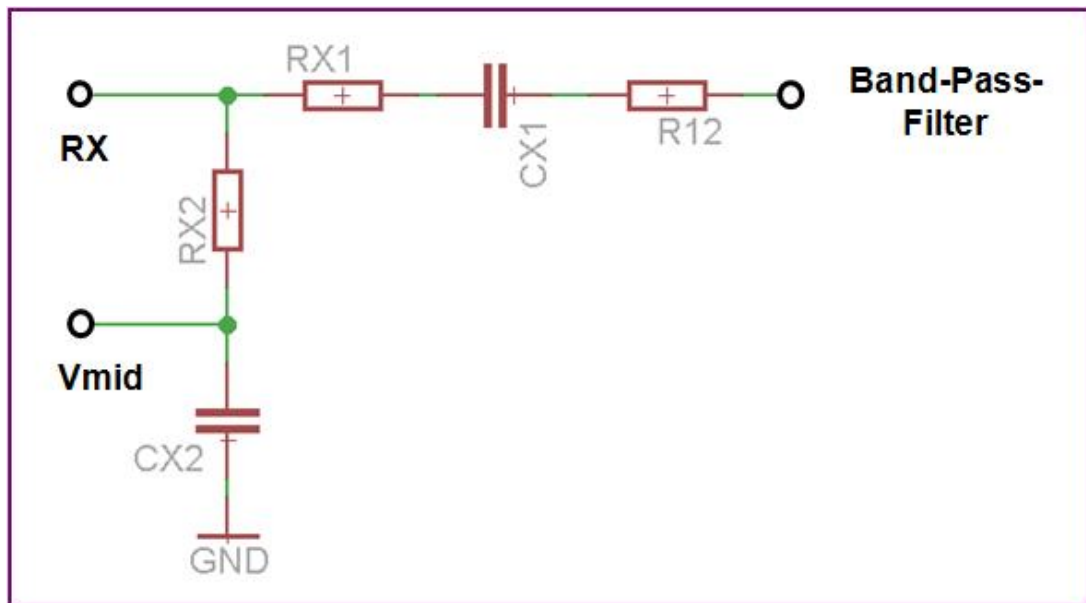 RX1
Band-Pass-
Filter
RX
R12
CX1
RX2
Vmid
CX2
GND